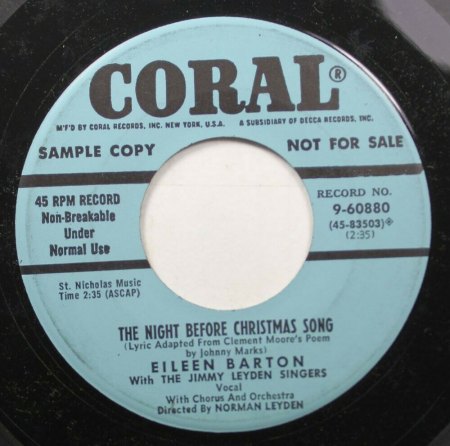 CORAL®
M'F'D BY CORAL RECORDS, INC. NEW YORK, U.S.A. A SUBSIDIARY OF DECCA RECORDS, INC.
SAMPLE COPY NOT FOR SALE
45 RPM RECORD
Non-Breakable
Under
Normal Use
RECORD NO.
9-60880
(45-83503)
(2:35)
St. Nicholas Music
Time 2:35 (ASCAP)
THE NIGHT BEFORE CHRISTMAS SONG
(Lyric Adapted From Clement Moore's Poem
by Johnny Marks)
EILEEN BARTON
With THE JIMMY LEYDEN SINGERS
Vocal
With Chorus And Orchestra
Directed By NORMAN LEYDEN